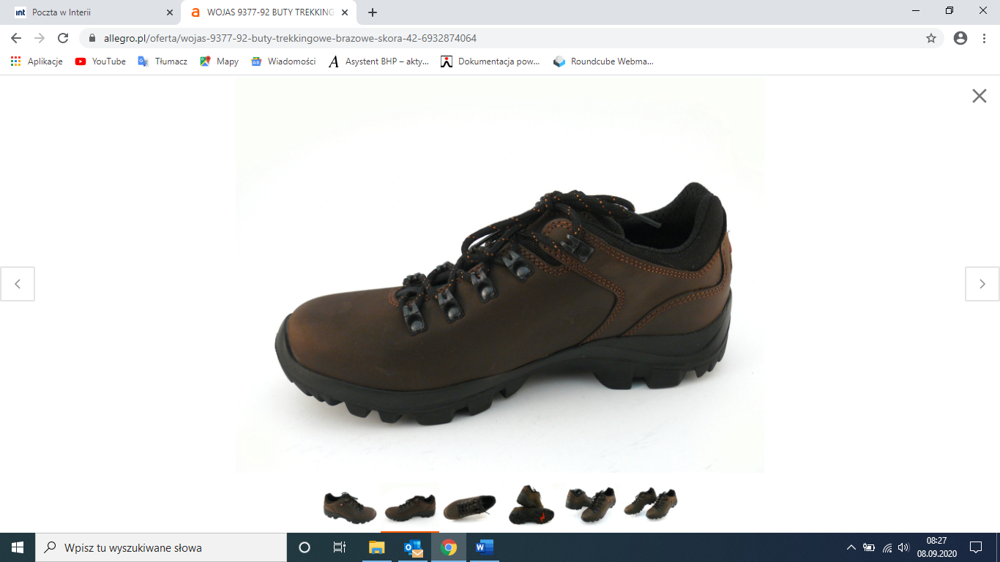 int Poczta w Interii
a WOJAS 9377-92 BUTY TREKKING
allegro.pl/oferta/wojas-9377-92-buty-trekkingowe-brazowe-skora-42-6932874064
Aplikacje YouTube Tłumacz Mapy Wiadomości A Asystent BHP – akty... Dokumentacja pow... Roundcube Webma...
Wpisz tu wyszukiwane słowa
08:27
08.09.2020